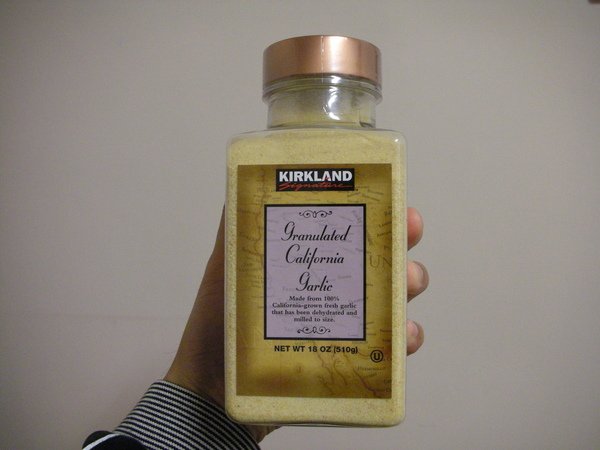 KIRKLAND
Signature
Granulated
California
Garlic
Made from 100%
California-grown fresh garlic
that has been dehydrated and
milled to size.
NET WT 18 OZ (510g)
U